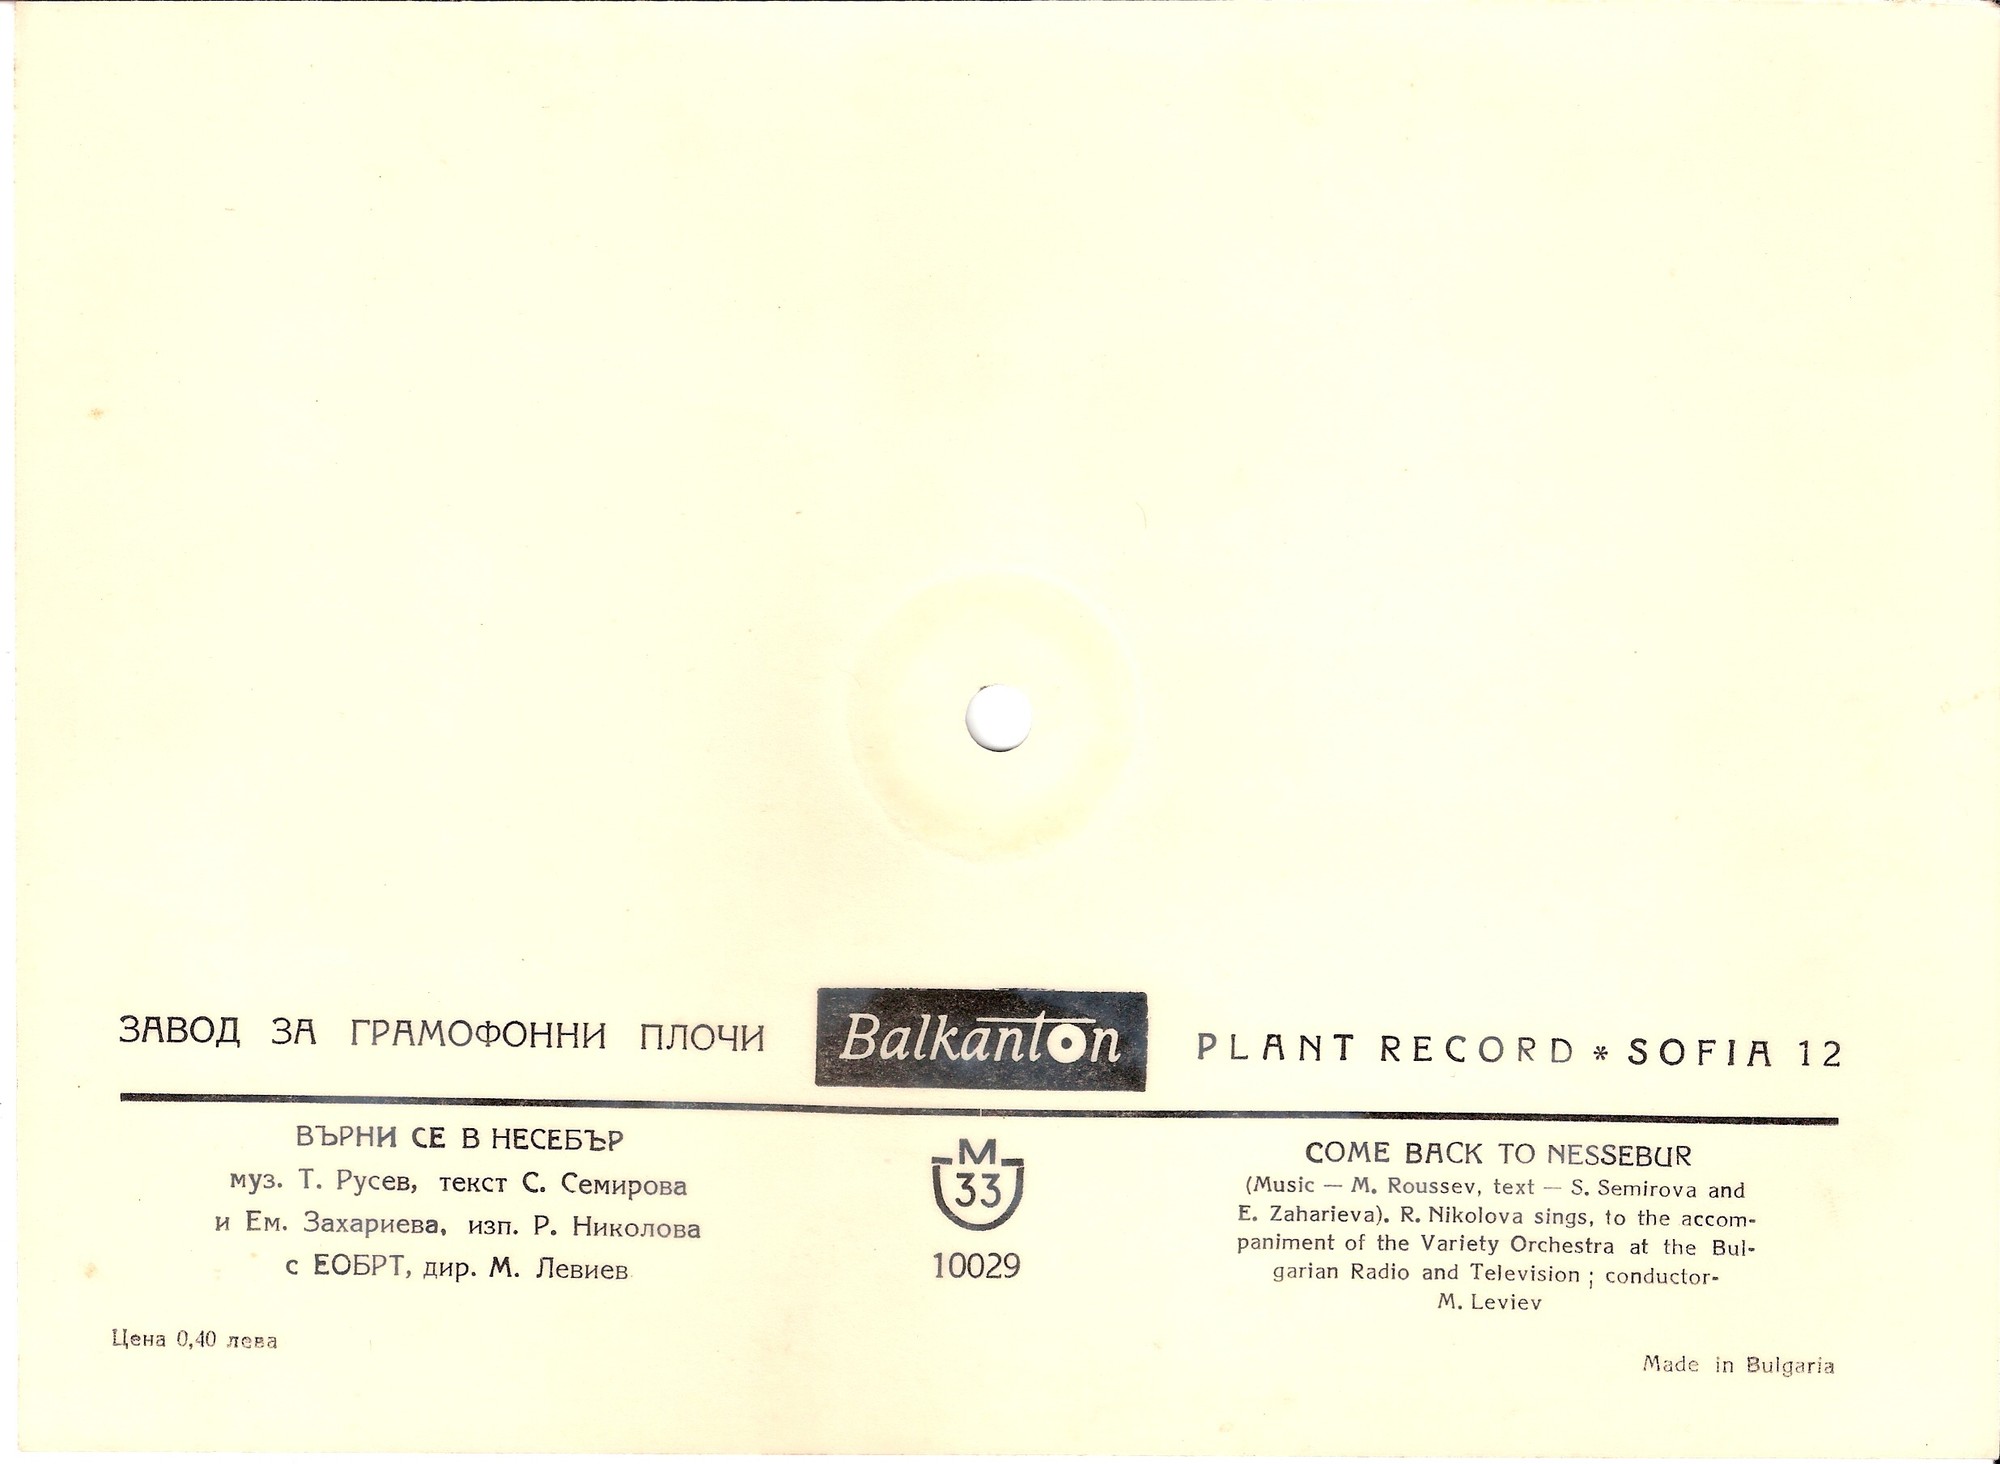 ЗАВОД ЗА ГРАМОФОННИ ПЛОЧИ
Balkanton
PLANT RECORD * SOFIA 12
ВЪРНИ СЕ В НЕСЕБЪР
муз. Т. Русев, текст С. Семирова
и Ем. Захариева, изп. Р. Николова
с ЕОБРТ, дир. М. Левиев
Цена 0,40 лева
М
33
10029
COME BACK TO NESSEBUR
(Music — M. Roussev, text — S. Semirova and
E. Zaharieva). R. Nikolova sings, to the accom-
paniment of the Variety Orchestra at the Bul-
garian Radio and Television ; conductor-
M. Leviev
Made in Bulgaria